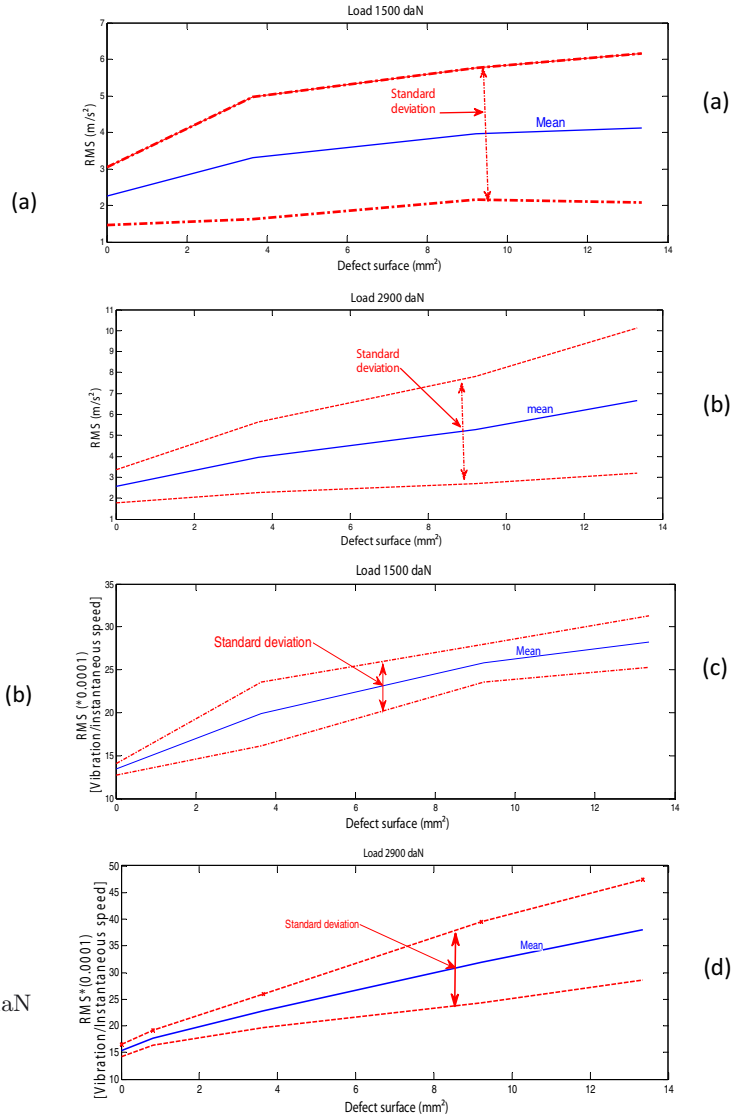 Load 1500 daN
7
6
5
4
3
2
1
RMS (m/s²)
Standard
deviation
Mean
(a)
(a)
0 2 4 6 8 10 12 14
Defect surface (mm²)
Load 2900 daN
11
10
9
8
7
6
5
4
3
2
1
RMS (m/s²)
Standard
deviation
mean
(b)
0 2 4 6 8 10 12 14
Defect surface (mm²)
Load 1500 daN
35
30
25
20
15
10
RMS (*0.0001)
[Vibration/instantaneous speed]
Standard deviation
Mean
(c)
(b)
0 2 4 6 8 10 12 14
Defect surface (mm²)
Load 2900 daN
50
45
40
35
30
25
20
15
10
RMS*(0.0001)
[Vibration/instantaneous speed]
Standard deviation
Mean
(d)
aN
0 2 4 6 8 10 12 14
Defect surface (mm²)